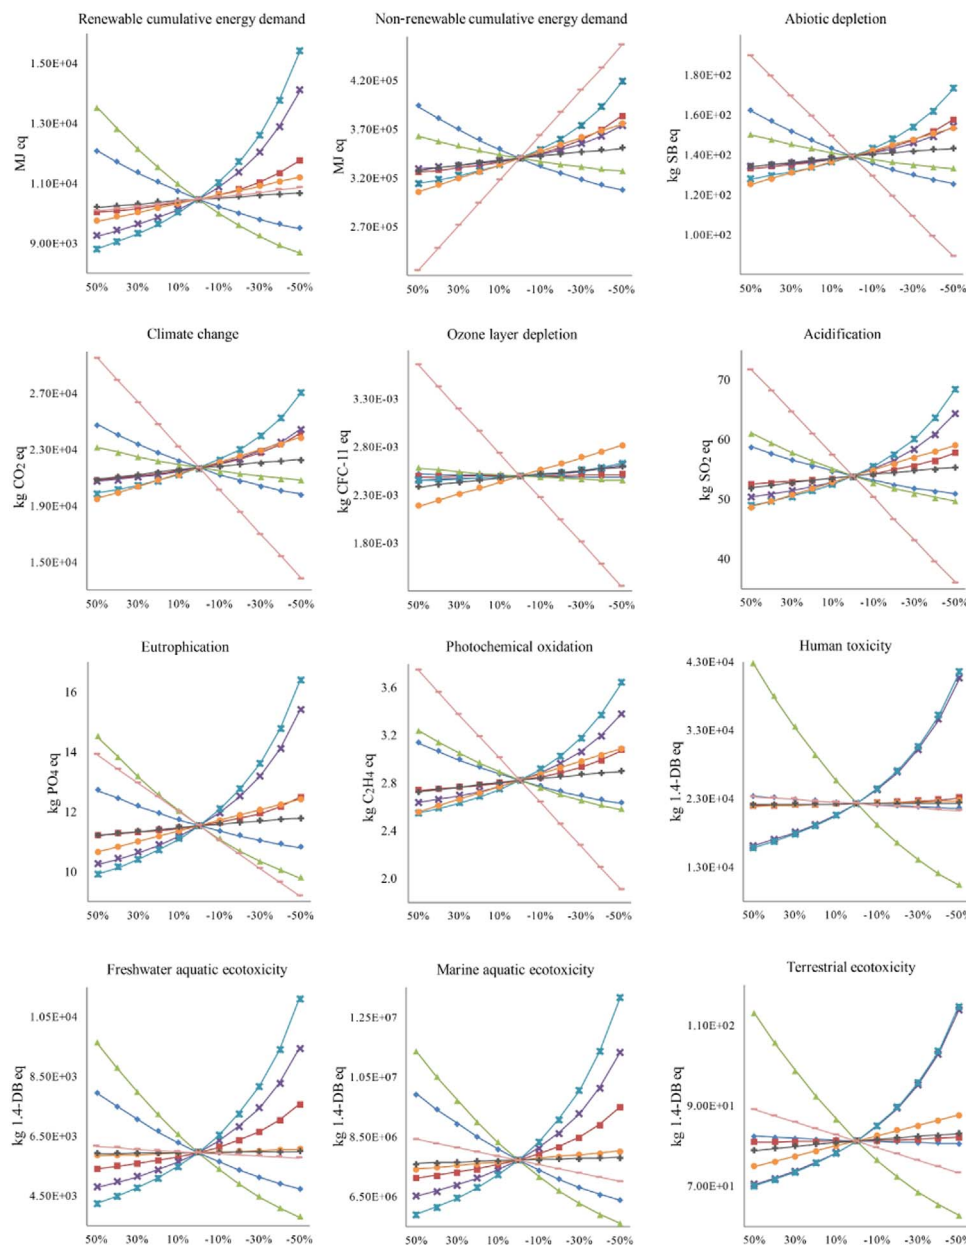 Renewable cumulative energy demand
1.50E+04
1.30E+04
1.10E+04
9.00E+03
MJ eq
50% 30% 10% -10% -30% -50%
Non-renewable cumulative energy demand
4.20E+05
3.70E+05
3.20E+05
2.70E+05
MJ eq
50% 30% 10% -10% -30% -50%
Abiotic depletion
1.80E+02
1.60E+02
1.40E+02
1.20E+02
1.00E+02
kg SB eq
50% 30% 10% -10% -30% -50%
Climate change
2.70E+04
2.30E+04
1.90E+04
1.50E+04
kg CO2 eq
50% 30% 10% -10% -30% -50%
Ozone layer depletion
3.30E-03
2.80E-03
2.30E-03
1.80E-03
kg CFC-11 eq
50% 30% 10% -10% -30% -50%
Acidification
70
60
50
40
kg SO2 eq
50% 30% 10% -10% -30% -50%
Eutrophication
16
14
12
10
kg PO4 eq
50% 30% 10% -10% -30% -50%
Photochemical oxidation
3.6
3.2
2.8
2.4
2.0
kg C2H4 eq
50% 30% 10% -10% -30% -50%
Human toxicity
4.30E+04
3.30E+04
2.30E+04
1.30E+04
kg 1.4-DB eq
50% 30% 10% -10% -30% -50%
Freshwater aquatic ecotoxicity
1.05E+04
8.50E+03
6.50E+03
4.50E+03
kg 1.4-DB eq
50% 30% 10% -10% -30% -50%
Marine aquatic ecotoxicity
1.25E+07
1.05E+07
8.50E+06
6.50E+06
kg 1.4-DB eq
50% 30% 10% -10% -30% -50%
Terrestrial ecotoxicity
1.10E+02
9.00E+01
7.00E+01
kg 1.4-DB eq
50% 30% 10% -10% -30% -50%